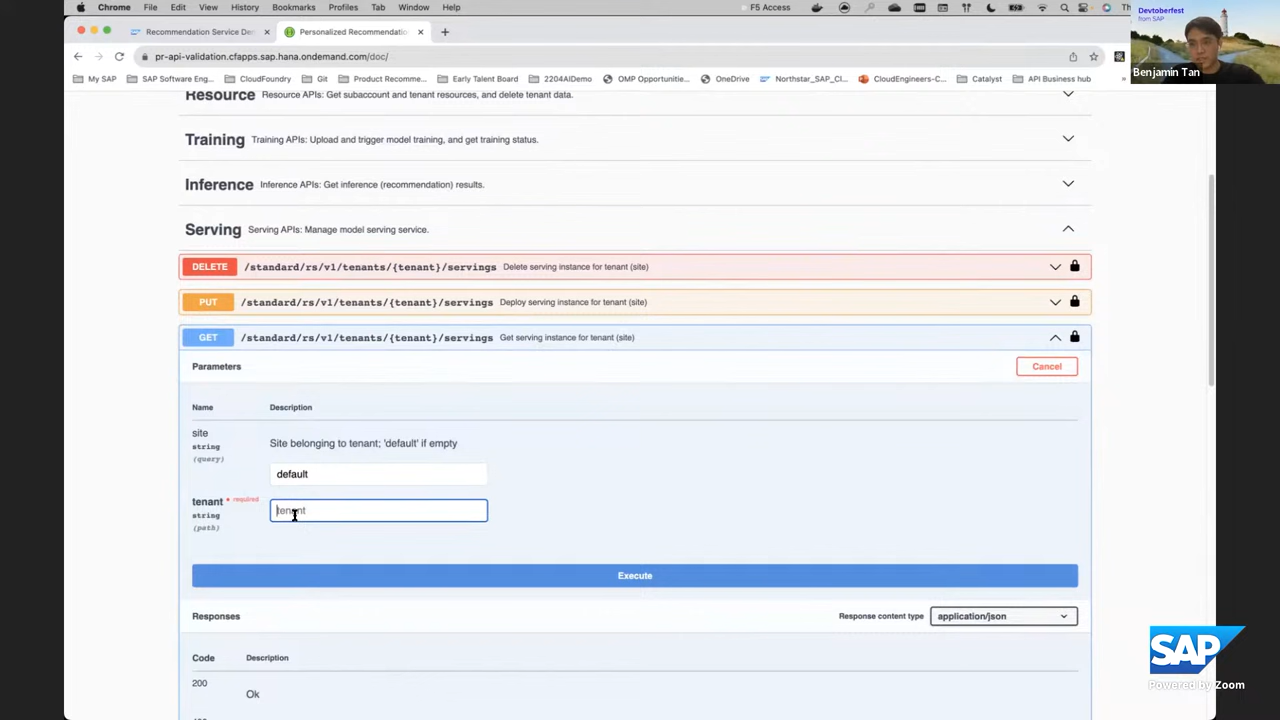 Chrome File Edit View History Bookmarks Profiles Tab Window Help
F5 Access
Th
Devtoberfest
from SAP
Benjamin Tan
Recommendation Service De
Personalized Recommendatio
pr-api-validation.cfapps.sap.hana.ondemand.com/doc/
My SAP SAP Software Eng... CloudFoundry Git Product Recomme... Early Talent Board 2204AIDemo OMP Opportunitie... OneDrive Northstar_SAP_Cl... CloudEngineers-C... Catalyst API Business hub
Resource Resource APIs: Get subaccount and tenant resources, and delete tenant data.
Training Training APIs: Upload and trigger model training, and get training status.
Inference Inference APIs: Get inference (recommendation) results.
Serving Serving APIs: Manage model serving service.
DELETE /standard/rs/v1/tenants/{tenant}/servings Delete serving instance for tenant (site)
PUT /standard/rs/v1/tenants/{tenant}/servings Deploy serving instance for tenant (site)
GET /standard/rs/v1/tenants/{tenant}/servings Get serving instance for tenant (site)
Parameters Cancel
Name Description
site
string
(query)
Site belonging to tenant; 'default' if empty
default
tenant * required
string
(path)
tenant
Execute
Responses Response content type application/json
Code Description
200
Ok
SAP
Powered by Zoom